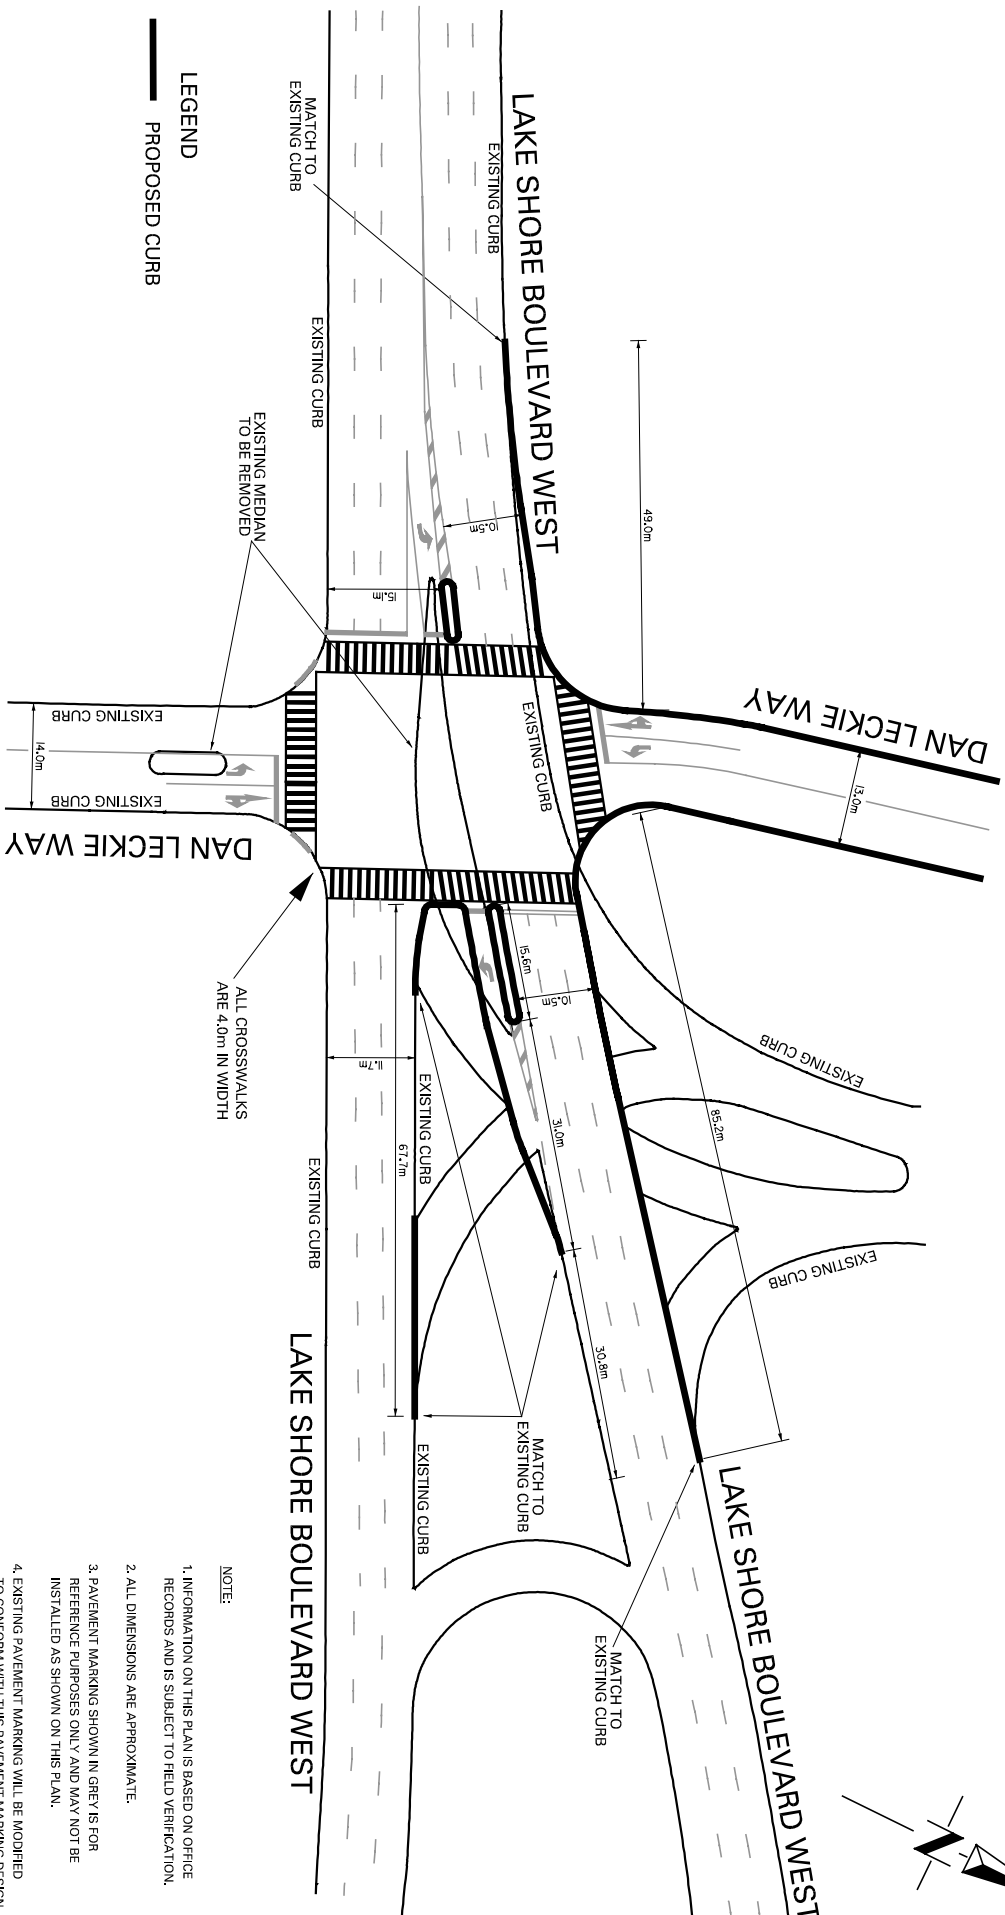 LEGEND
PROPOSED CURB
MATCH TO
EXISTING CURB
EXISTING CURB
LAKE SHORE BOULEVARD WEST
EXISTING CURB
49.0m
10.5m
15.1m
EXISTING MEDIAN
TO BE REMOVED
EXISTING CURB
14.0m
EXISTING CURB
DAN LECKIE WAY
EXISTING CURB
DAN LECKIE WAY
13.0m
ALL CROSSWALKS
ARE 4.0m IN WIDTH
15.6m
10.5m
11.7m
EXISTING CURB
67.7m
31.0m
85.2m
EXISTING CURB
EXISTING CURB
EXISTING CURB
30.8m
LAKE SHORE BOULEVARD WEST
EXISTING CURB
MATCH TO
EXISTING CURB
LAKE SHORE BOULEVARD WEST
MATCH TO
EXISTING CURB
NOTE:
1. INFORMATION ON THIS PLAN IS BASED ON OFFICE
RECORDS AND IS SUBJECT TO FIELD VERIFICATION.
2. ALL DIMENSIONS ARE APPROXIMATE.
3. PAVEMENT MARKING SHOWN IN GREY IS FOR
REFERENCE PURPOSES ONLY AND MAY NOT BE
INSTALLED AS SHOWN ON THIS PLAN.
4. EXISTING PAVEMENT MARKING WILL BE MODIFIED
TO CONFORM WITH THIS PAVEMENT MARKING DESIGN